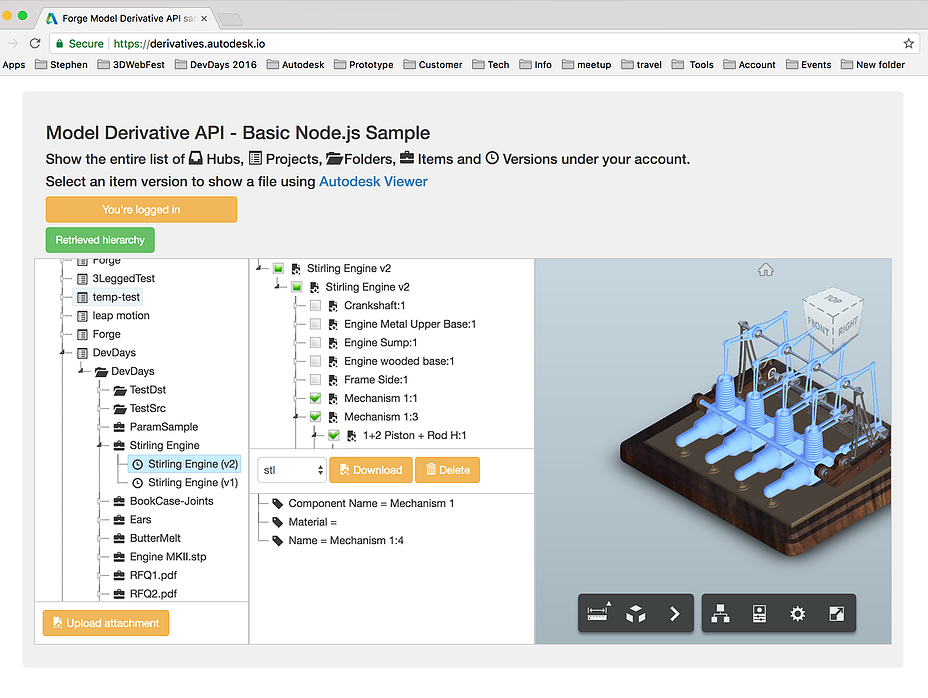 Forge Model Derivative API sam
Secure https://derivatives.autodesk.io
Apps Stephen 3DWebFest DevDays 2016 Autodesk Prototype Customer Tech Info meetup travel Tools Account Events New folder
Model Derivative API - Basic Node.js Sample
Show the entire list of Hubs, Projects, Folders, Items and Versions under your account.
Select an item version to show a file using Autodesk Viewer
You're logged in
Retrieved hierarchy
Forge
3LeggedTest
temp-test
leap motion
Forge
DevDays
DevDays
TestDst
TestSrc
ParamSample
Stirling Engine
Stirling Engine (v2)
Stirling Engine (v1)
BookCase-Joints
Ears
ButterMelt
Engine MKII.stp
RFQ1.pdf
RFQ2.pdf
Upload attachment
Stirling Engine v2
Stirling Engine v2
Crankshaft:1
Engine Metal Upper Base:1
Engine Sump:1
Engine wooded base:1
Frame Side:1
Mechanism 1:1
Mechanism 1:3
1+2 Piston + Rod H:1
stl Download Delete
Component Name = Mechanism 1
Material =
Name = Mechanism 1:4
TOP
FRONT RIGHT